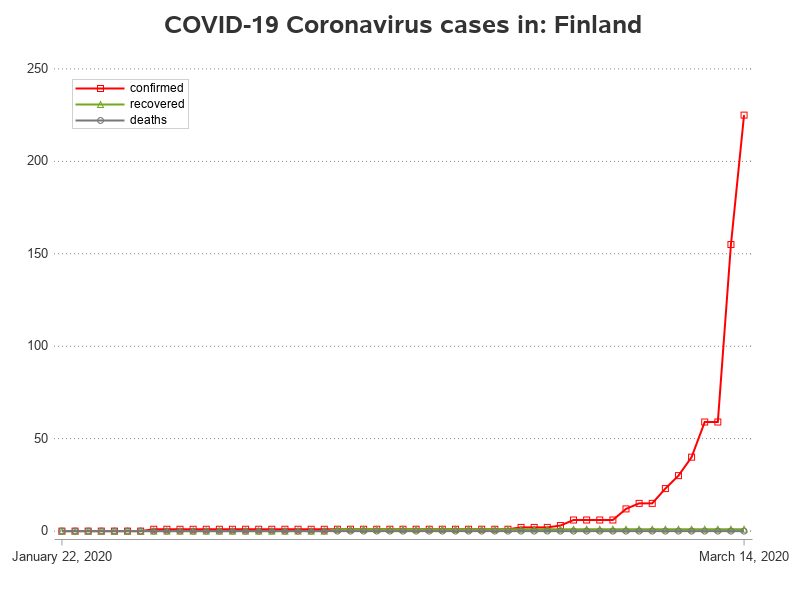 COVID-19 Coronavirus cases in: Finland
250
confirmed
recovered
deaths
200
150
100
50
0
January 22, 2020
March 14, 2020